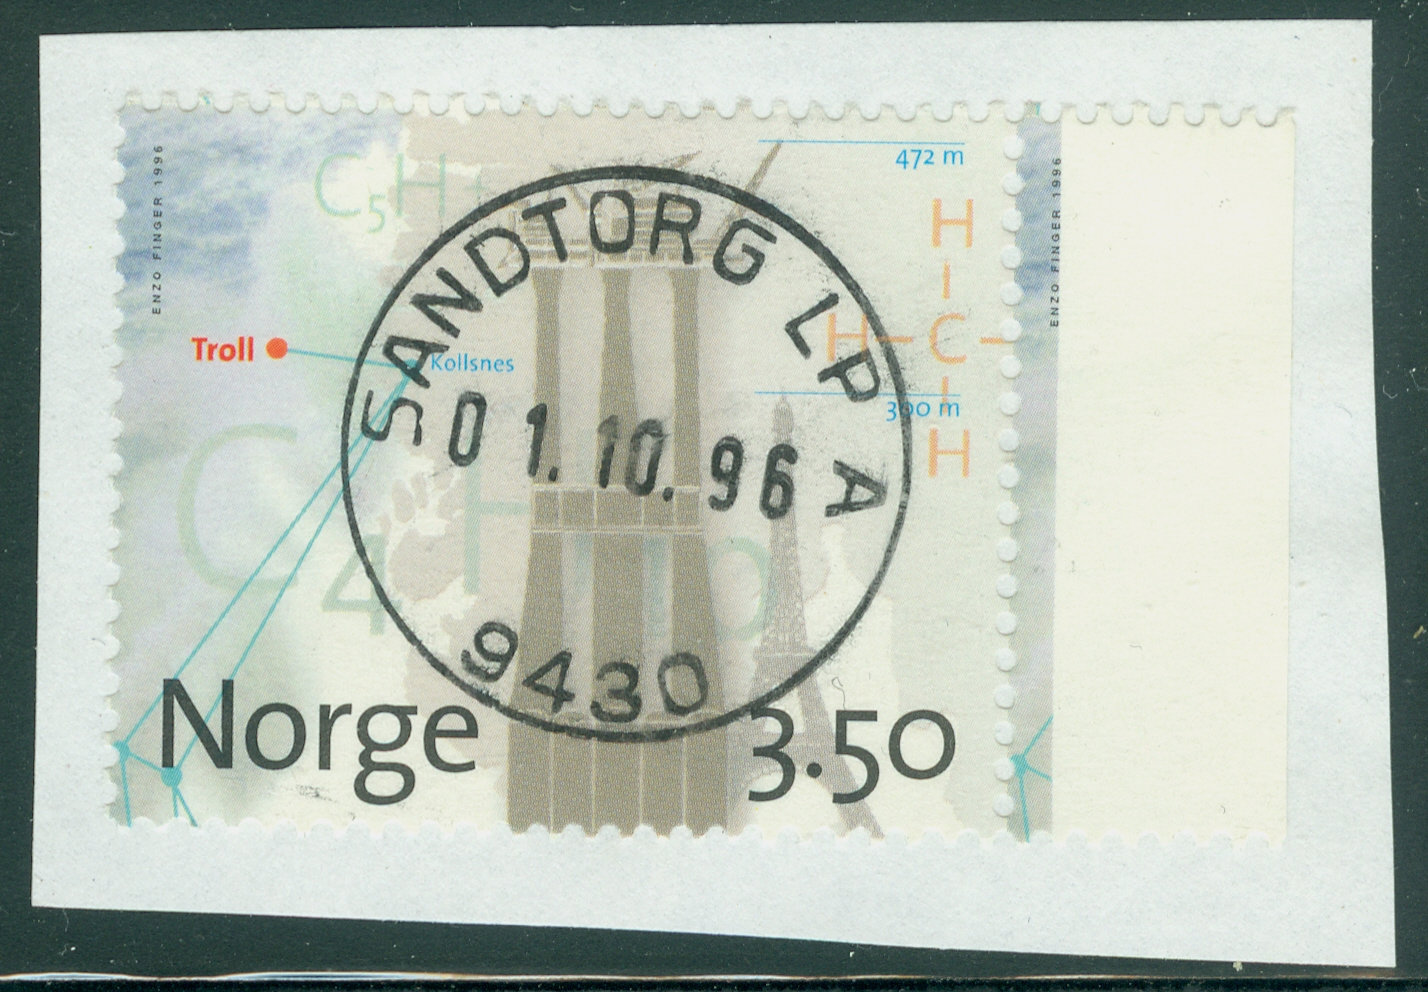 ENZO FINGER 1996
C5H
472 m
H
H C
H
Troll
Kollsnes
300 m
C4H10
SANDTORG LP A
01.10.96
9430
Norge
3.50
ENZO FINGER 1996